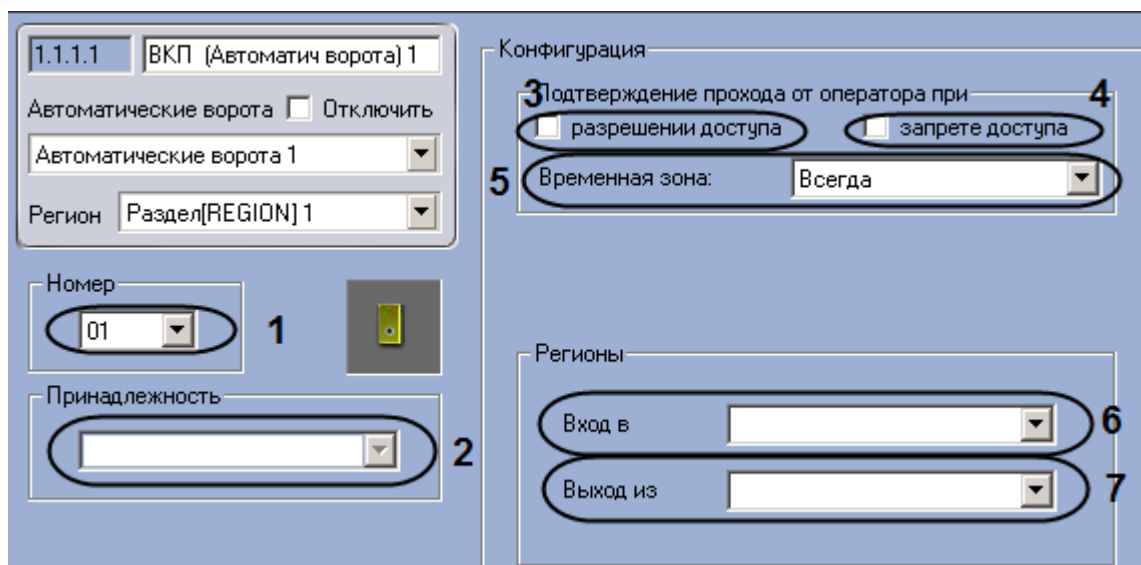 1.1.1.1 ВКП (Автоматич ворота) 1
Автоматические ворота Отключить
Автоматические ворота 1
Регион Раздел[REGION] 1
Номер
01
1
Принадлежность
2
Конфигурация
3 Подтверждение прохода от оператора при 4
разрешении доступа запрете доступа
5 Временная зона: Всегда
Регионы
Вход в 6
Выход из 7